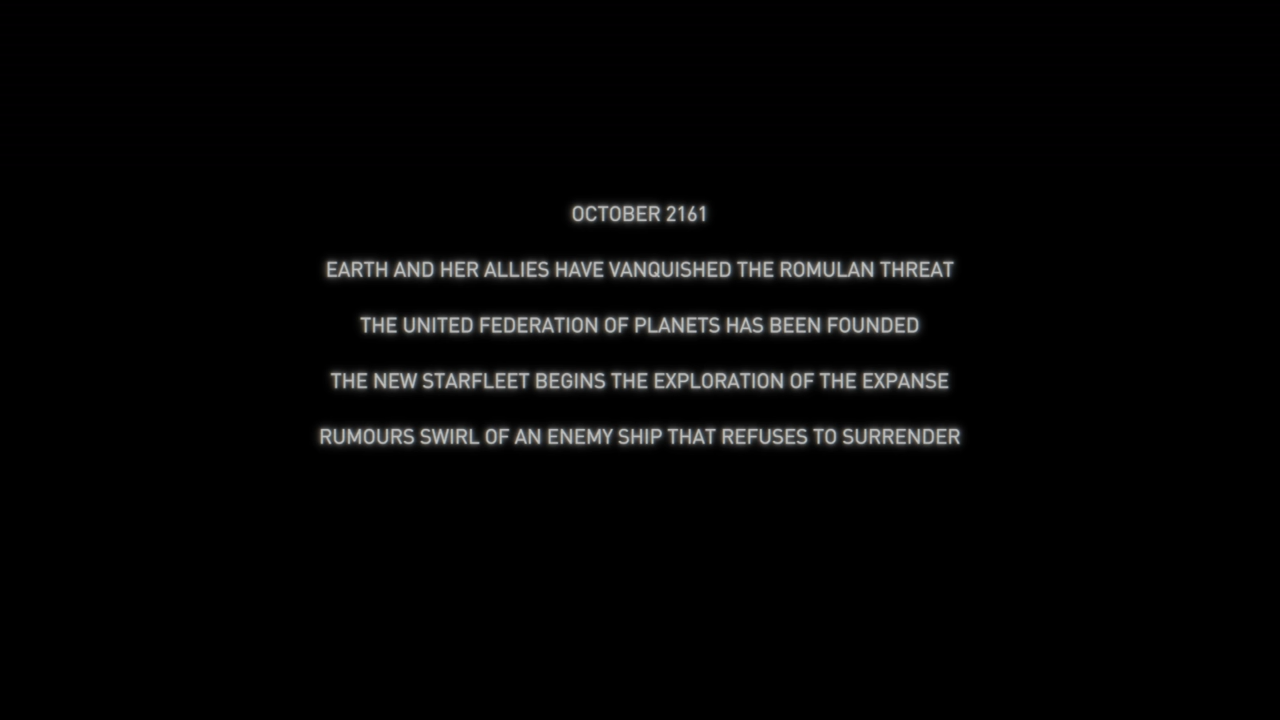 OCTOBER 2161
EARTH AND HER ALLIES HAVE VANQUISHED THE ROMULAN THREAT
THE UNITED FEDERATION OF PLANETS HAS BEEN FOUNDED
THE NEW STARFLEET BEGINS THE EXPLORATION OF THE EXPANSE
RUMOURS SWIRL OF AN ENEMY SHIP THAT REFUSES TO SURRENDER